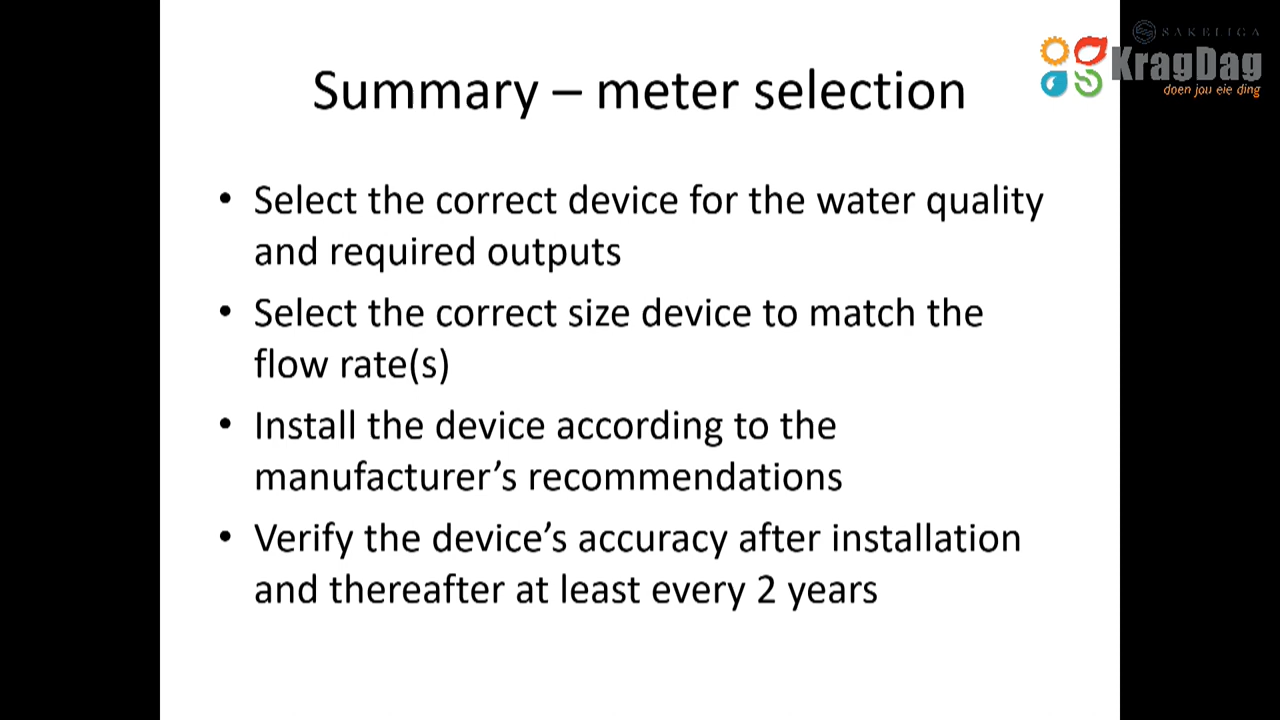 SAKELIGA
KragDag
doen jou eie ding
Summary – meter selection
• Select the correct device for the water quality
and required outputs
• Select the correct size device to match the
flow rate(s)
• Install the device according to the
manufacturer’s recommendations
• Verify the device’s accuracy after installation
and thereafter at least every 2 years